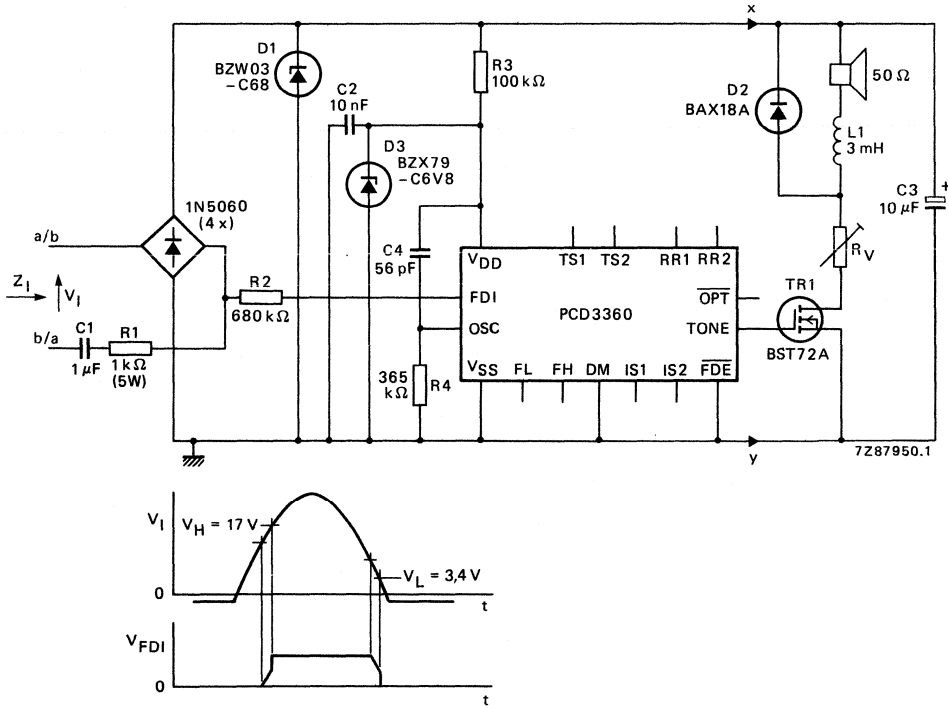 x
D1
BZW03
-C68
R3
100 kΩ
50 Ω
C2
10 nF
D2
BAX18A
L1
3 mH
D3
BZX79
-C6V8
C3
10 µF
+
1N5060
(4x)
a/b
C4
56 pF
RV
VDD
TS1
TS2
RR1
RR2
TR1
ZI
VI
R2
680 kΩ
FDI
PCD3360
OPT
OSC
TONE
b/a
C1
1 µF
R1
1 kΩ
(5W)
BST72A
365
kΩ
R4
VSS
FL
FH
DM
IS1
IS2
FDE
y
7Z87950.1
VI
VH = 17 V
VL = 3,4 V
0
t
VFDI
0
t